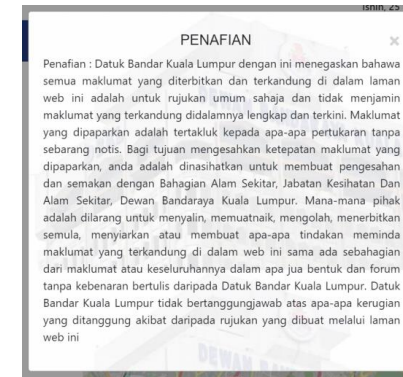 Isnin, 25
PENAFIAN
×
Penafian : Datuk Bandar Kuala Lumpur dengan ini menegaskan bahawa
semua maklumat yang diterbitkan dan terkandung di dalam laman
web ini adalah untuk rujukan umum sahaja dan tidak menjamin
maklumat yang terkandung didalamnya lengkap dan terkini. Maklumat
yang dipaparkan adalah tertakluk kepada apa-apa pertukaran tanpa
sebarang notis. Bagi tujuan mengesahkan ketepatan maklumat yang
dipaparkan, anda adalah dinasihatkan untuk membuat pengesahan
dan semakan dengan Bahagian Alam Sekitar, Jabatan Kesihatan Dan
Alam Sekitar, Dewan Bandaraya Kuala Lumpur. Mana-mana pihak
adalah dilarang untuk menyalin, memuatnaik, mengolah, menerbitkan
semula, menyiarkan atau membuat apa-apa tindakan meminda
maklumat yang terkandung di dalam web ini sama ada sebahagian
dari maklumat atau keseluruhannya dalam apa jua bentuk dan forum
tanpa kebenaran bertulis daripada Datuk Bandar Kuala Lumpur. Datuk
Bandar Kuala Lumpur tidak bertanggungjawab atas apa-apa kerugian
yang ditanggung akibat daripada rujukan yang dibuat melalui laman
web ini